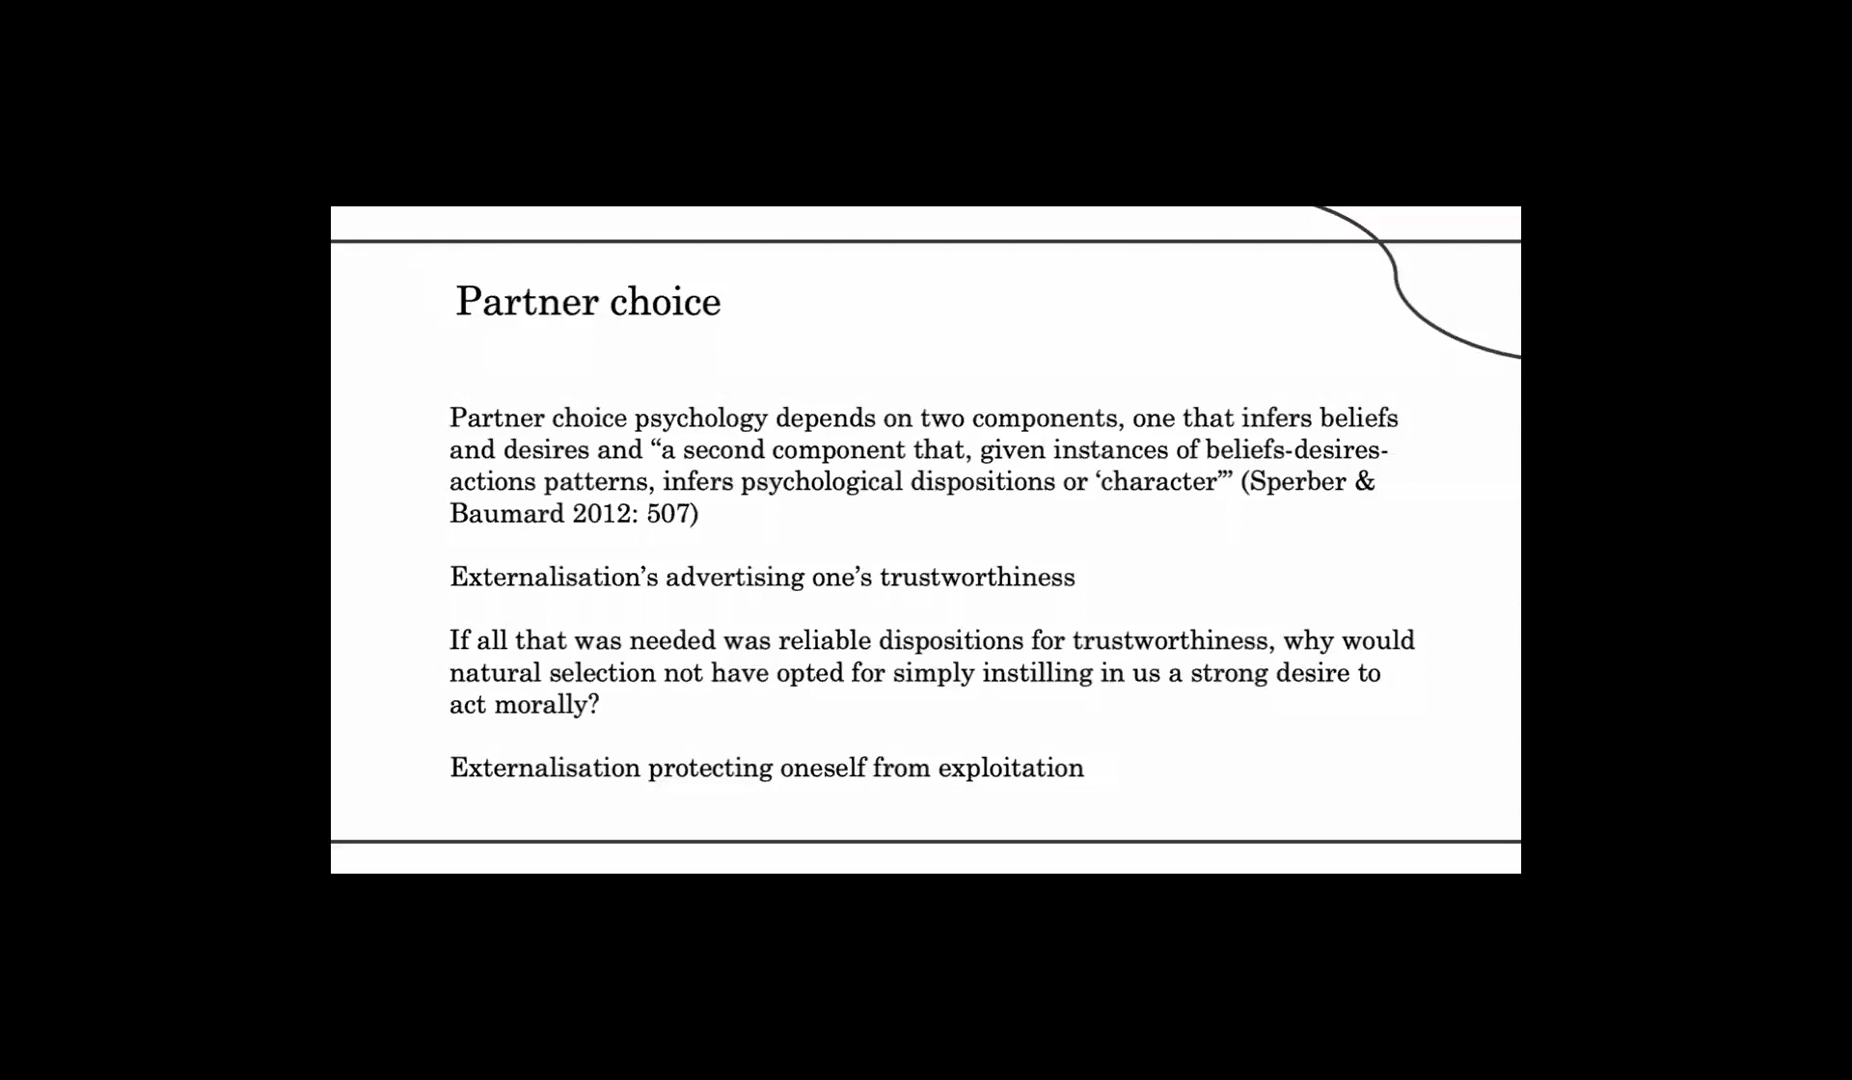 Partner choice
Partner choice psychology depends on two components, one that infers beliefs
and desires and “a second component that, given instances of beliefs-desires-
actions patterns, infers psychological dispositions or ‘character’” (Sperber &
Baumard 2012: 507)
Externalisation’s advertising one’s trustworthiness
If all that was needed was reliable dispositions for trustworthiness, why would
natural selection not have opted for simply instilling in us a strong desire to
act morally?
Externalisation protecting oneself from exploitation